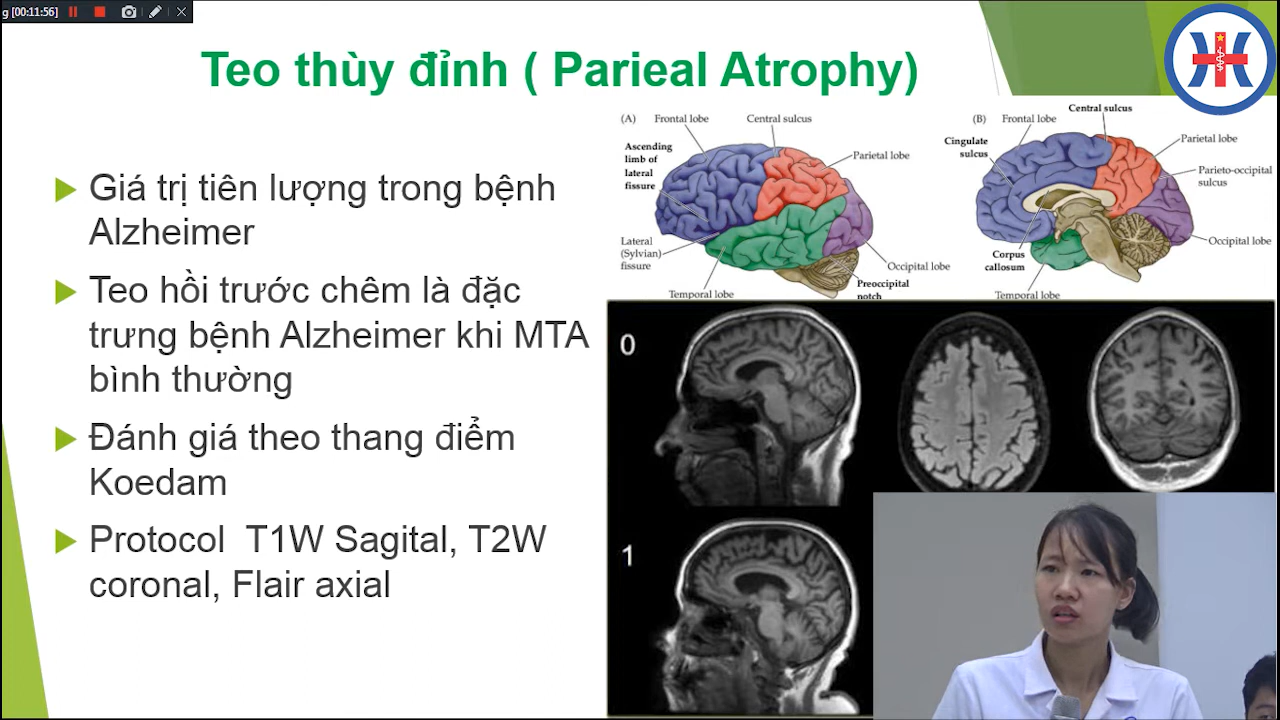 g [00:11:56]
Teo thùy đỉnh ( Parieal Atrophy)
Giá trị tiên lượng trong bệnh
Alzheimer
Teo hồi trước chêm là đặc
trưng bệnh Alzheimer khi MTA
bình thường
Đánh giá theo thang điểm
Koedam
Protocol T1W Sagital, T2W
coronal, Flair axial
(A)
Frontal lobe
Central sulcus
Ascending
limb of
lateral
fissure
Parietal lobe
Lateral
(Sylvian)
fissure
Occipital lobe
Preoccipital
notch
Temporal lobe
(B)
Central sulcus
Frontal lobe
Cingulate
sulcus
Parietal lobe
Parieto-occipital
sulcus
Occipital lobe
Corpus
callosum
Temporal lobe
0
1